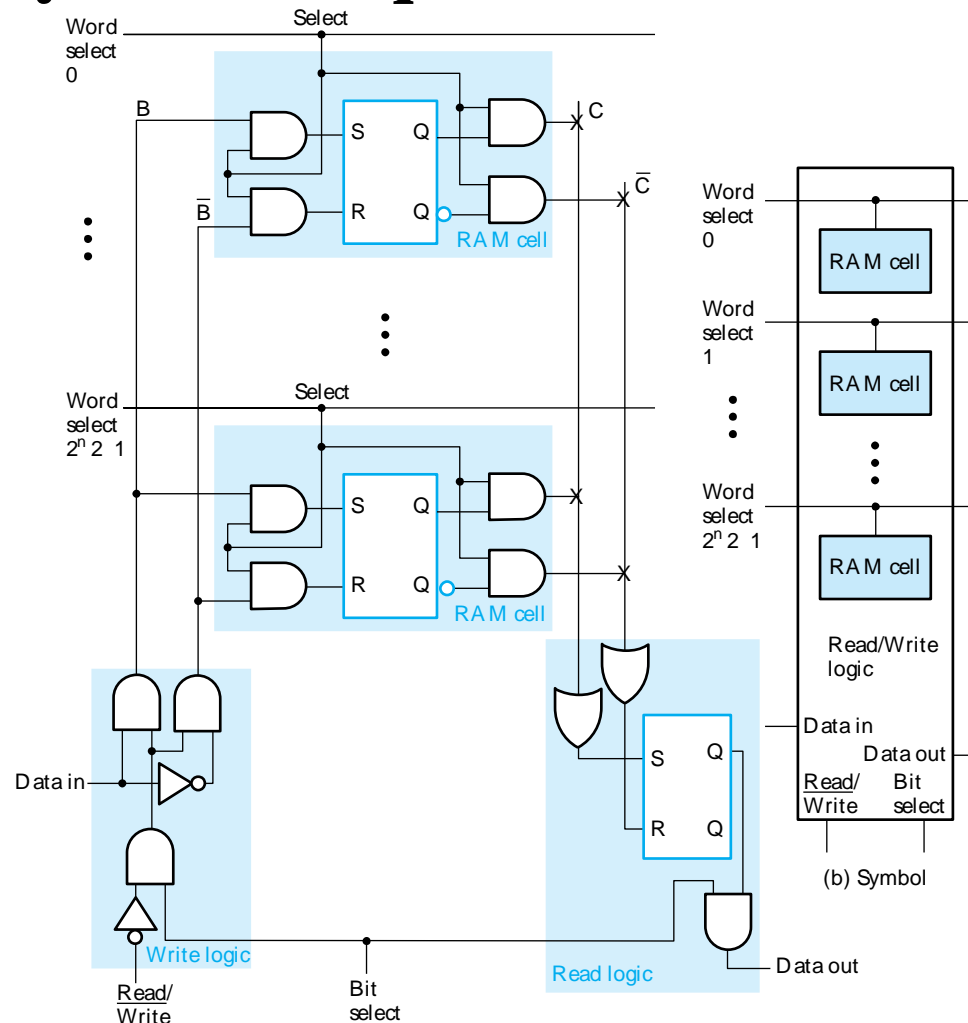 Select
Word
select
0
B
S
Q
C
B̅
R
Q
C̅
RAM cell
Word
select
0
RAM cell
Word
select
1
RAM cell
Select
Word
select
2ⁿ 2 1
S
Q
R
Q
RAM cell
Word
select
2ⁿ 2 1
RAM cell
Read/Write
logic
Data in
Data out
Read/
Write
Bit
select
(b) Symbol
Data in
S
Q
R
Q
Write logic
Read logic
Data out
Read/
Write
Bit
select